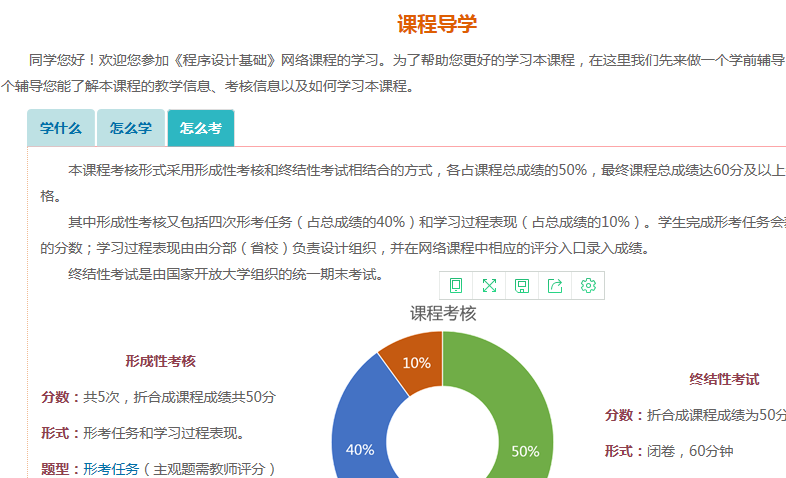 课程导学
同学您好！欢迎您参加《程序设计基础》网络课程的学习。为了帮助您更好的学习本课程，在这里我们先来做一个学前辅导
个辅导您能了解本课程的教学信息、考核信息以及如何学习本课程。
学什么 怎么学 怎么考
本课程考核形式采用形成性考核和终结性考试相结合的方式，各占课程总成绩的50%，最终课程总成绩达60分及以上
格。
其中形成性考核又包括四次形考任务（占总成绩的40%）和学习过程表现（占总成绩的10%）。学生完成形考任务会
的分数；学习过程表现由由分部（省校）负责设计组织，并在网络课程中相应的评分入口录入成绩。
终结性考试是由国家开放大学组织的统一期末考试。
课程考核
10%
40%
50%
形成性考核
分数：共5次，折合成课程成绩共50分
形式：形考任务和学习过程表现。
题型：形考任务（主观题需教师评分）
终结性考试
分数：折合成课程成绩为50分
形式：闭卷，60分钟